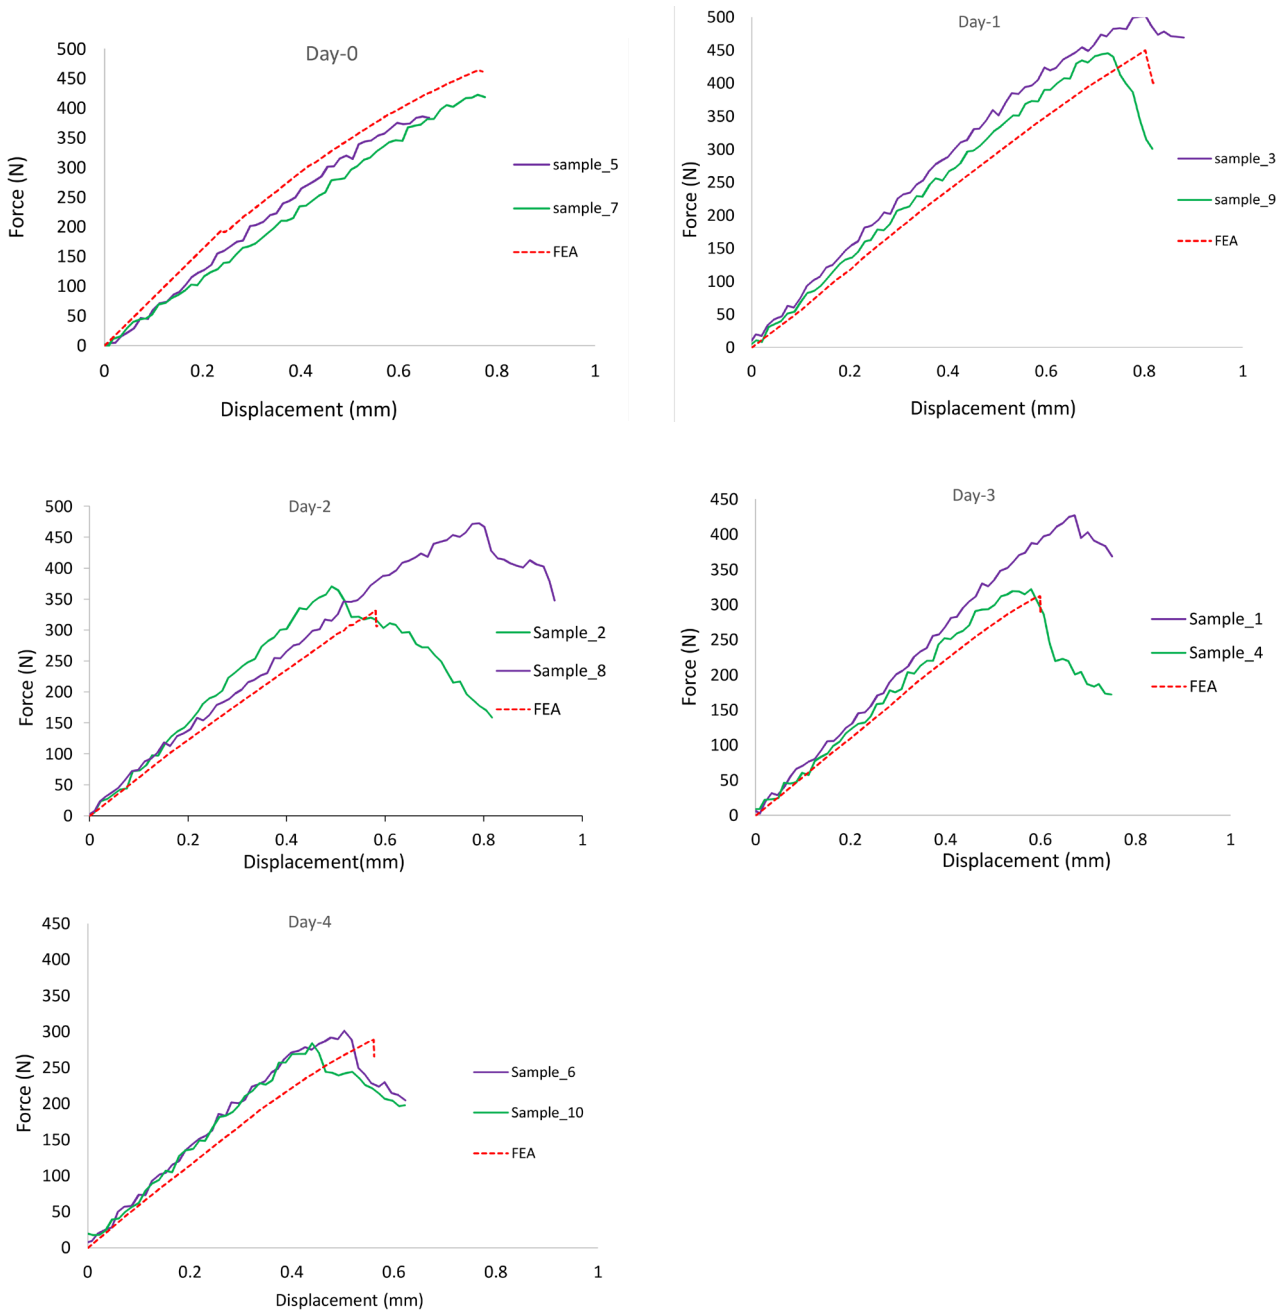 Day-0
500
450
400
350
300
250
200
150
100
50
0
Force (N)
0 0.2 0.4 0.6 0.8 1
Displacement (mm)
sample_5
sample_7
FEA
Day-1
500
450
400
350
300
250
200
150
100
50
0
Force (N)
0 0.2 0.4 0.6 0.8 1
Displacement (mm)
sample_3
sample_9
FEA
Day-2
500
450
400
350
300
250
200
150
100
50
0
Force (N)
0 0.2 0.4 0.6 0.8 1
Displacement(mm)
Sample_2
Sample_8
FEA
Day-3
450
400
350
300
250
200
150
100
50
0
Force (N)
0 0.2 0.4 0.6 0.8 1
Displacement (mm)
Sample_1
Sample_4
FEA
Day-4
450
400
350
300
250
200
150
100
50
0
Force (N)
0 0.2 0.4 0.6 0.8 1
Displacement (mm)
Sample_6
Sample_10
FEA